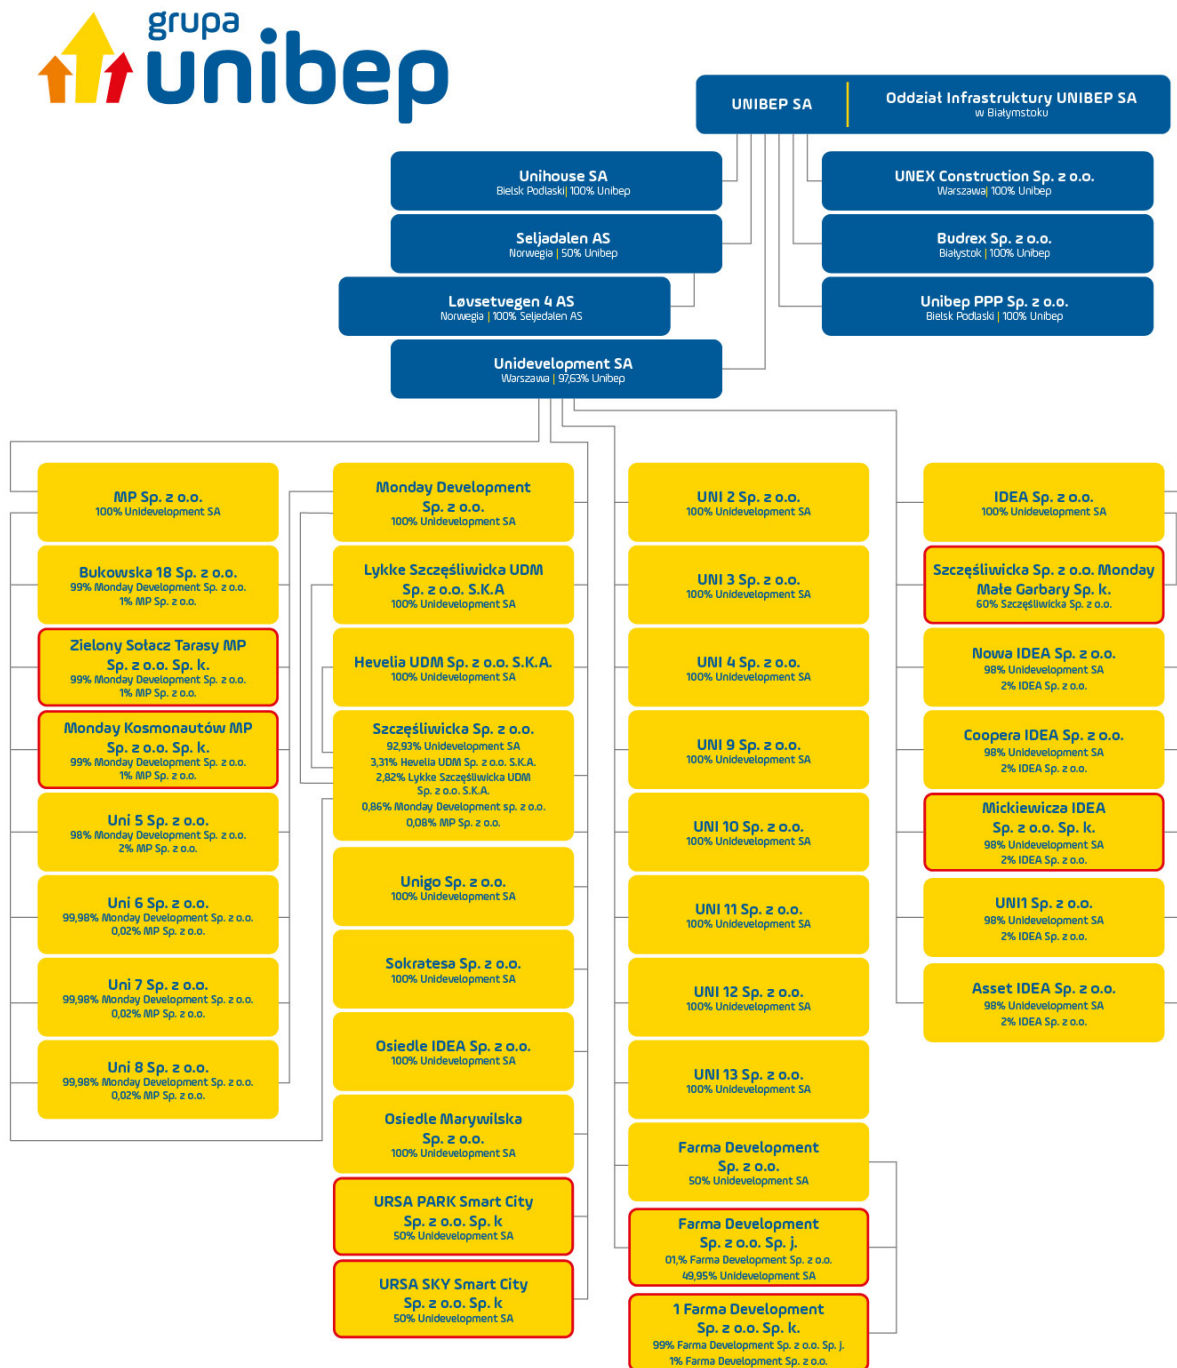 grupa
unibep
UNIBEP SA
Oddział Infrastruktury UNIBEP SA
w Białymstoku
Unihouse SA
Bielsk Podlaski| 100% Unibep
UNEX Construction Sp. z o.o.
Warszawa| 100% Unibep
Seljadalen AS
Norwegia | 50% Unibep
Budrex Sp. z o.o.
Białystok | 100% Unibep
Løvsetvegen 4 AS
Norwegia | 100% Seljedalen AS
Unibep PPP Sp. z o.o.
Bielsk Podlaski | 100% Unibep
Unidevelopment SA
Warszawa | 97,63% Unibep
MP Sp. z o.o.
100% Unidevelopment SA
Bukowska 18 Sp. z o.o.
99% Monday Development Sp. z o.o.
1% MP Sp. z o.o.
Zielony Sołacz Tarasy MP
Sp. z o.o. Sp. k.
99% Monday Development Sp. z o.o.
1% MP Sp. z o.o.
Monday Kosmonautów MP
Sp. z o.o. Sp. k.
99% Monday Development Sp. z o.o.
1% MP Sp. z o.o.
Uni 5 Sp. z o.o.
98% Monday Development Sp. z o.o.
2% MP Sp. z o.o.
Uni 6 Sp. z o.o.
99,98% Monday Development Sp. z o.o.
0,02% MP Sp. z o.o.
Uni 7 Sp. z o.o.
99,98% Monday Development Sp. z o.o.
0,02% MP Sp. z o.o.
Uni 8 Sp. z o.o.
99,98% Monday Development Sp. z o.o.
0,02% MP Sp. z o.o.
Monday Development
Sp. z o.o.
100% Unidevelopment SA
Lykke Szczęśliwicka UDM
Sp. z o.o. S.K.A
100% Unidevelopment SA
Hevelia UDM Sp. z o.o. S.K.A.
100% Unidevelopment SA
Szczęśliwicka Sp. z o.o.
92,93% Unidevelopment SA
3,31% Hevelia UDM Sp. z o.o. S.K.A.
2,82% Lykke Szczęśliwicka UDM
Sp. z o.o. S.K.A.
0,86% Monday Development sp. z o.o.
0,08% MP Sp. z o.o.
Unigo Sp. z o.o.
100% Unidevelopment SA
Sokratesa Sp. z o.o.
100% Unidevelopment SA
Osiedle IDEA Sp. z o.o.
100% Unidevelopment SA
Osiedle Marywilska
Sp. z o.o.
100% Unidevelopment SA
URSA PARK Smart City
Sp. z o.o. Sp. k
50% Unidevelopment SA
URSA SKY Smart City
Sp. z o.o. Sp. k
50% Unidevelopment SA
UNI 2 Sp. z o.o.
100% Unidevelopment SA
UNI 3 Sp. z o.o.
100% Unidevelopment SA
UNI 4 Sp. z o.o.
100% Unidevelopment SA
UNI 9 Sp. z o.o.
100% Unidevelopment SA
UNI 10 Sp. z o.o.
100% Unidevelopment SA
UNI 11 Sp. z o.o.
100% Unidevelopment SA
UNI 12 Sp. z o.o.
100% Unidevelopment SA
UNI 13 Sp. z o.o.
100% Unidevelopment SA
Farma Development
Sp. z o.o.
50% Unidevelopment SA
Farma Development
Sp. z o.o. Sp. j.
01,% Farma Development Sp. z o.o.
49,95% Unidevelopment SA
1 Farma Development
Sp. z o.o. Sp. k.
99% Farma Development Sp. z o.o. Sp. j.
1% Farma Development Sp. z o.o.
IDEA Sp. z o.o.
100% Unidevelopment SA
Szczęśliwicka Sp. z o.o. Monday
Małe Garbary Sp. k.
60% Szczęśliwicka Sp. z o.o.
Nowa IDEA Sp. z o.o.
98% Unidevelopment SA
2% IDEA Sp. z o.o.
Coopera IDEA Sp. z o.o.
98% Unidevelopment SA
2% IDEA Sp. z o.o.
Mickiewicza IDEA
Sp. z o.o. Sp. k.
98% Unidevelopment SA
2% IDEA Sp. z o.o.
UNI1 Sp. z o.o.
98% Unidevelopment SA
2% IDEA Sp. z o.o.
Asset IDEA Sp. z o.o.
98% Unidevelopment SA
2% IDEA Sp. z o.o.